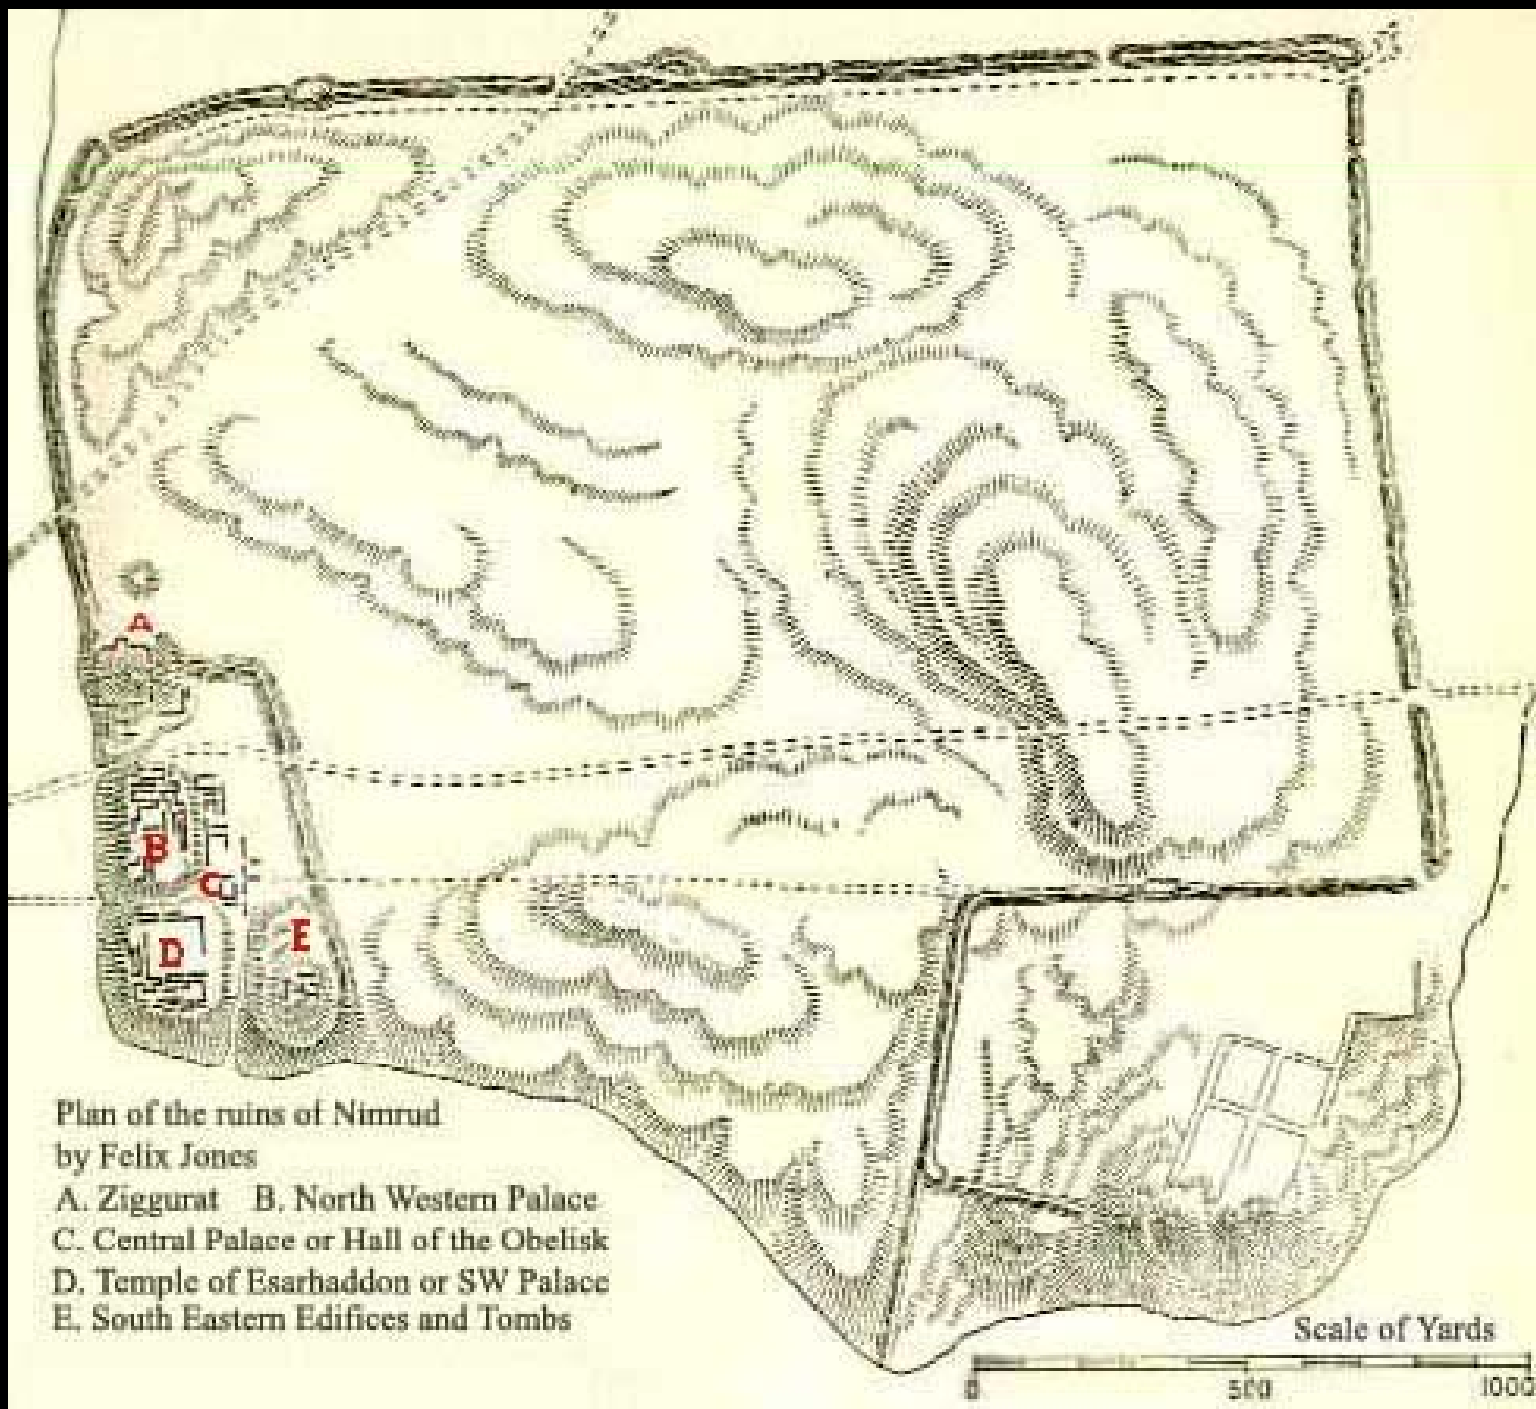 A
B
C
D
E
Plan of the ruins of Nimrud
by Felix Jones
A. Ziggurat B. North Western Palace
C. Central Palace or Hall of the Obelisk
D. Temple of Esarhaddon or SW Palace
E. South Eastern Edifices and Tombs
Scale of Yards
0 500 1000